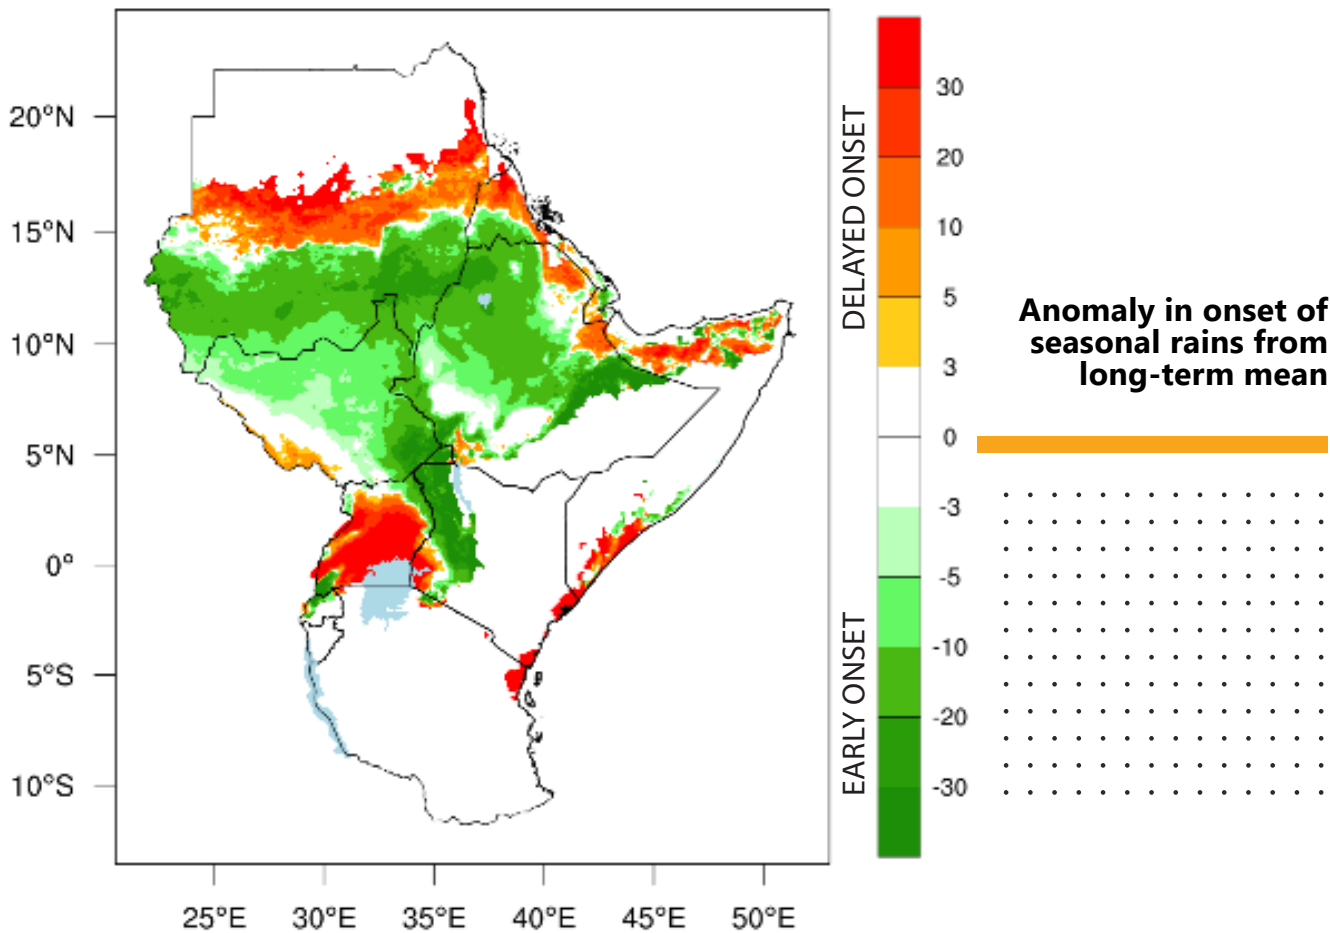 20°N
15°N
10°N
5°N
0°
5°S
10°S
25°E
30°E
35°E
40°E
45°E
50°E
DELAYED ONSET
EARLY ONSET
30
20
10
5
3
0
-3
-5
-10
-20
-30
Anomaly in onset of
seasonal rains from
long-term mean